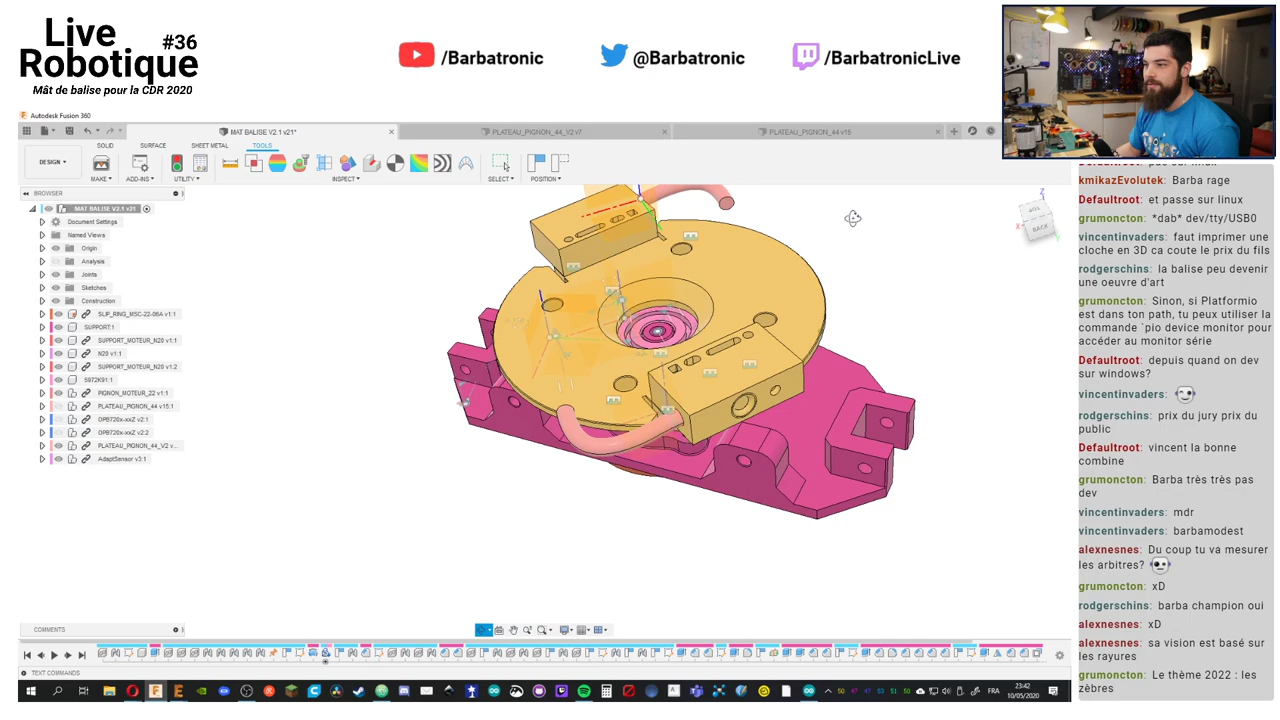 Live
Robotique #36
Mât de balise pour la CDR 2020
/Barbatronic
@Barbatronic
/BarbatronicLive
Autodesk Fusion 360
MAT BALISE V2.1 v21*
PLATEAU_PIGNON_44_V2 v7
PLATEAU_PIGNON_44 v15
SOLID
SURFACE
SHEET METAL
TOOLS
DESIGN
MAKE
ADD-INS
UTILITY
INSPECT
SELECT
POSITION
BROWSER
MAT BALISE V2.1 v21
Document Settings
Named Views
Origin
Analysis
Joints
Sketches
Construction
SLIP_RING_MSC-22-06A v1:1
SUPPORT:1
SUPPORT_MOTEUR_N20 v1:1
N20 v1:1
SUPPORT_MOTEUR_N20 v1:2
5972K91:1
PIGNON_MOTEUR_22 v1:1
PLATEAU_PIGNON_44 v15:1
OPB720x-xxZ v2:1
OPB720x-xxZ v2:2
PLATEAU_PIGNON_44_V2 v...
AdaptSensor v3:1
Z
X
TOP
BACK
COMMENTS
TEXT COMMANDS
FRA
23:42
10/05/2020
kmikazEvolutek: Barba rage
Defaultroot: et passe sur linux
grumoncton: *dab* dev/tty/USB0
vincentinvaders: faut imprimer une
cloche en 3D ca coute le prix du fils
rodgerschins: la balise peu devenir
une oeuvre d'art
grumoncton: Sinon, si Platformio
est dans ton path, tu peux utiliser la
commande `pio device monitor pour
accéder au monitor série
Defaultroot: depuis quand on dev
sur windows?
vincentinvaders:
rodgerschins: prix du jury prix du
public
Defaultroot: vincent la bonne
combine
grumoncton: Barba très très pas
dev
vincentinvaders: mdr
vincentinvaders: barbamodest
alexnesnes: Du coup tu va mesurer
les arbitres?
grumoncton: xD
rodgerschins: barba champion oui
alexnesnes: xD
alexnesnes: sa vision est basé sur
les rayures
grumoncton: Le thème 2022 : les
zèbres